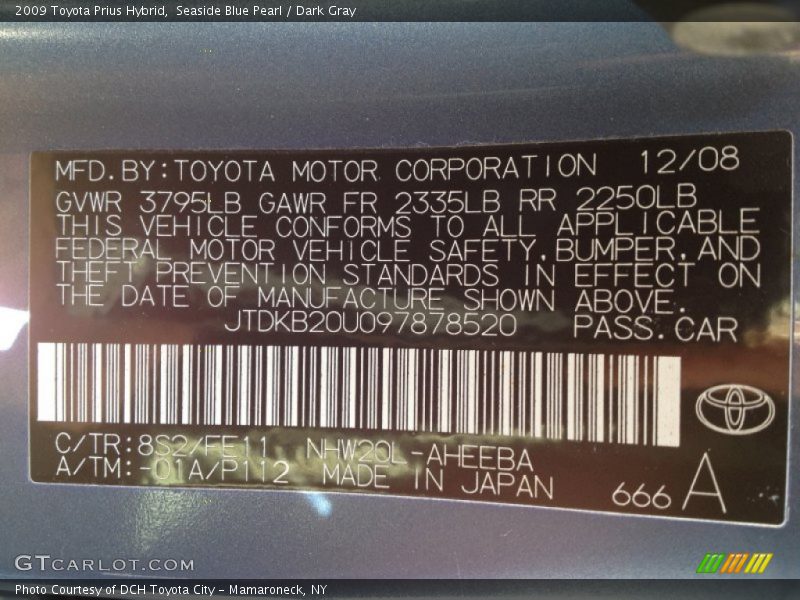 2009 Toyota Prius Hybrid, Seaside Blue Pearl / Dark Gray
MFD.BY:TOYOTA MOTOR CORPORATION 12/08
GVWR 3795LB GAWR FR 2335LB RR 2250LB
THIS VEHICLE CONFORMS TO ALL APPLICABLE
FEDERAL MOTOR VEHICLE SAFETY,BUMPER,AND
THEFT PREVENTION STANDARDS IN EFFECT ON
THE DATE OF MANUFACTURE SHOWN ABOVE.
JTDKB20U097878520 PASS.CAR
C/TR:8S2/FE11 NHW20L-AHEEBA
A/TM:-01A/P112 MADE IN JAPAN
666 A
GTCARLOT.COM
Photo Courtesy of DCH Toyota City - Mamaroneck, NY